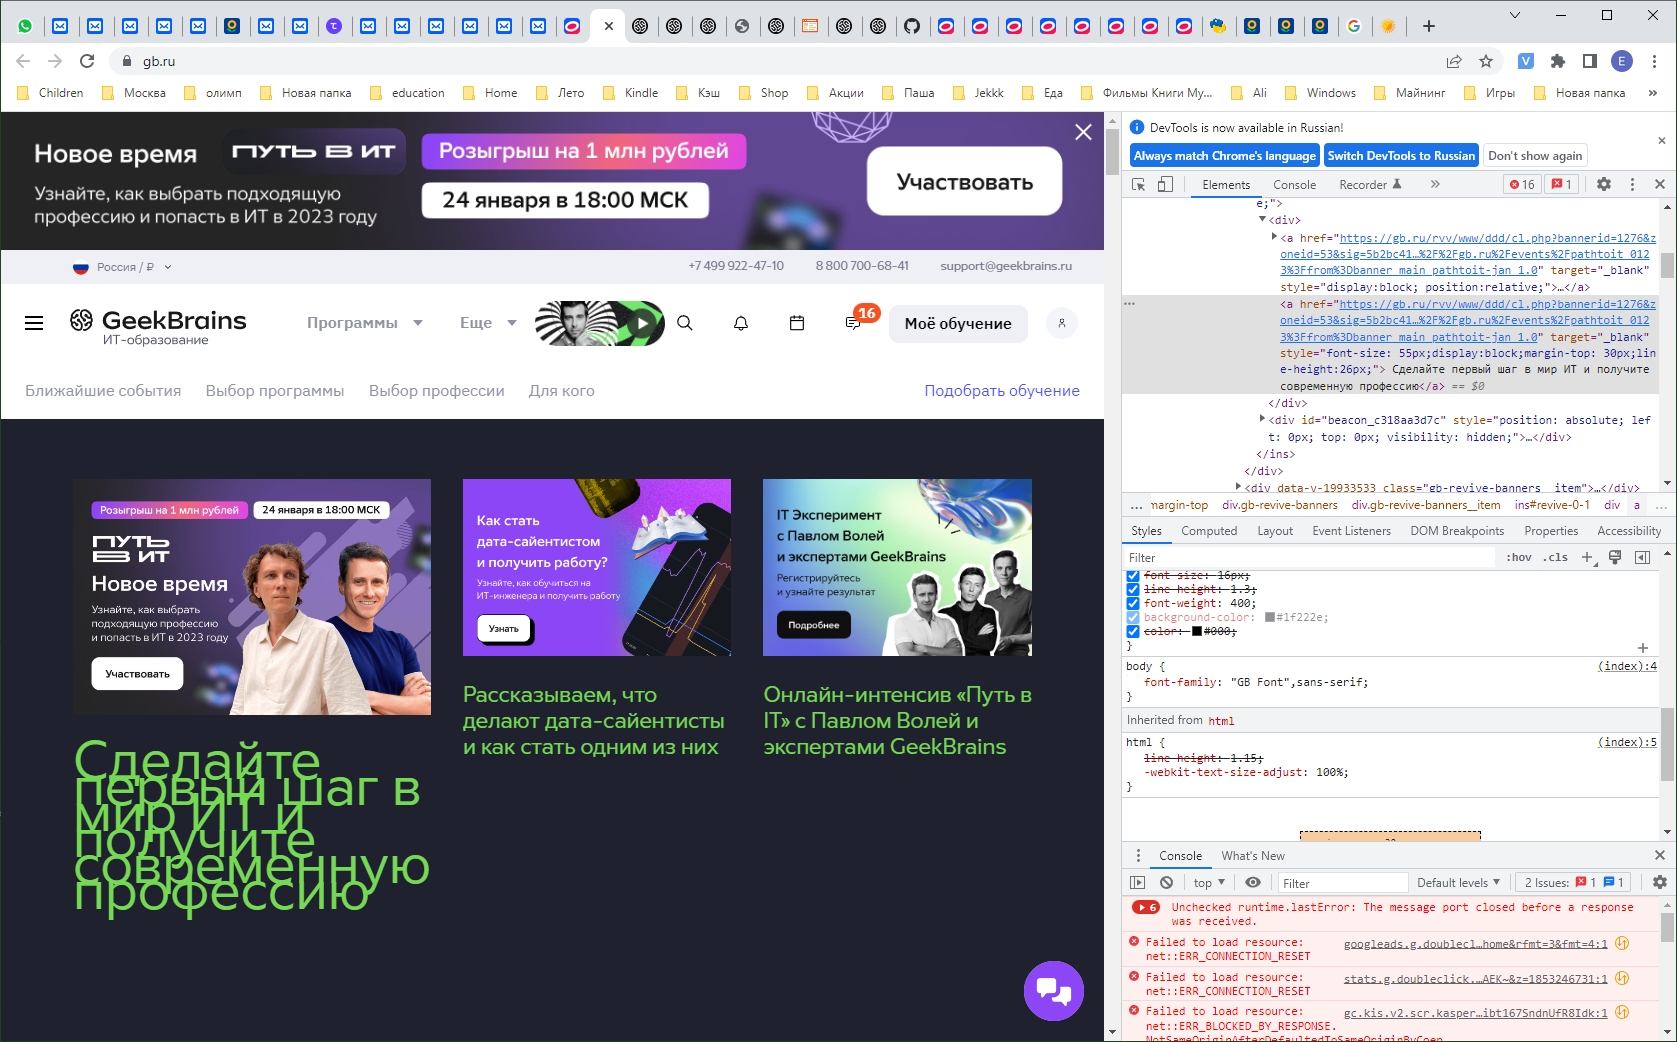 gb.ru
E
Children
Москва
олимп
Новая папка
education
Home
Лето
Kindle
Кэш
Shop
Акции
Паша
Jekkk
Еда
Фильмы Книги Му...
Ali
Windows
Майнинг
Игры
Новая папка
»
Новое время
ПУТЬ В ИТ
Розыгрыш на 1 млн рублей
Узнайте, как выбрать подходящую
профессию и попасть в ИТ в 2023 году
24 января в 18:00 МСК
Участвовать
Россия / ₽
+7 499 922-47-10
8 800 700-68-41
support@geekbrains.ru
GeekBrains
ИТ-образование
Программы
Еще
16
Моё обучение
Ближайшие события
Выбор программы
Выбор профессии
Для кого
Подобрать обучение
Розыгрыш на 1 млн рублей
24 января в 18:00 МСК
ПУТЬ
В ИТ
Новое время
Узнайте, как выбрать
подходящую профессию
и попасть в ИТ в 2023 году
Участвовать
Сделайте
первый шаг в
мир ИТ и
получите
современную
профессию
Как стать
дата-сайентистом
и получить работу?
Узнайте, как обучиться на
ИТ-инженера и получить работу
Узнать
Рассказываем, что
делают дата-сайентисты
и как стать одним из них
IT Эксперимент
с Павлом Волей
и экспертами GeekBrains
Регистрируйтесь
и узнайте результат
Подробнее
Онлайн-интенсив «Путь в
IT» с Павлом Волей и
экспертами GeekBrains
DevTools is now available in Russian!
Always match Chrome's language
Switch DevTools to Russian
Don't show again
Elements
Console
Recorder
»
16
1
e;">
<div>
<a href="https://gb.ru/rvv/www/ddd/cl.php?bannerid=1276&z
oneid=53&sig=5b2bc41…%2F%2Fgb.ru%2Fevents%2Fpathtoit_012
3%3Ffrom%3Dbanner_main_pathtoit-jan_1.0" target="_blank"
style="display:block; position:relative;">…</a>
<a href="https://gb.ru/rvv/www/ddd/cl.php?bannerid=1276&z
oneid=53&sig=5b2bc41…%2F%2Fgb.ru%2Fevents%2Fpathtoit_012
3%3Ffrom%3Dbanner_main_pathtoit-jan_1.0" target="_blank"
style="font-size: 55px;display:block;margin-top: 30px;lin
e-height:26px;"> Сделайте первый шаг в мир ИТ и получите
современную профессию</a> == $0
</div>
<div id="beacon_c318aa3d7c" style="position: absolute; lef
t: 0px; top: 0px; visibility: hidden;">…</div>
</ins>
</div>
<div data-v-19933533 class="gb-revive-banners__item">…</div>
... margin-top div.gb-revive-banners div.gb-revive-banners__item ins#revive-0-1 div a ...
Styles
Computed
Layout
Event Listeners
DOM Breakpoints
Properties
Accessibility
Filter
:hov
.cls
font-size: 16px;
line-height: 1.3;
font-weight: 400;
background-color: #1f222e;
color: #000;
}
body {
(index):4
font-family: "GB Font",sans-serif;
}
Inherited from html
html {
(index):5
line-height: 1.15;
-webkit-text-size-adjust: 100%;
}
Console
What's New
top
Filter
Default levels
2 Issues:
1
1
6
Unchecked runtime.lastError: The message port closed before a response
was received.
Failed to load resource:
googleads.g.doublecl…home&rfmt=3&fmt=4:1
net::ERR_CONNECTION_RESET
Failed to load resource:
stats.g.doubleclick.…AEK~&z=1853246731:1
net::ERR_CONNECTION_RESET
Failed to load resource:
gc.kis.v2.scr.kasper…ibt167SndnUfR8Idk:1
net::ERR_BLOCKED_BY_RESPONSE.
NotSameOriginAfterDefaultedToSameOriginByCoep